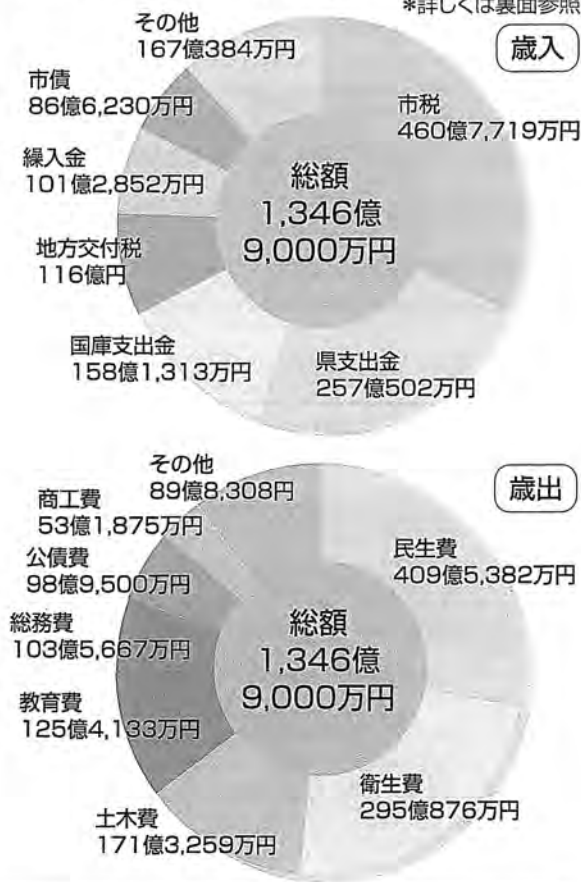 *詳しくは裏面参照
歳入
その他
167億384万円
市債
86億6,230万円
繰入金
101億2,852万円
地方交付税
116億円
国庫支出金
158億1,313万円
県支出金
257億502万円
市税
460億7,719万円
総額
1,346億
9,000万円
歳出
その他
89億8,308円
商工費
53億1,875万円
公債費
98億9,500万円
総務費
103億5,667万円
教育費
125億4,133万円
土木費
171億3,259万円
衛生費
295億876万円
民生費
409億5,382万円
総額
1,346億
9,000万円